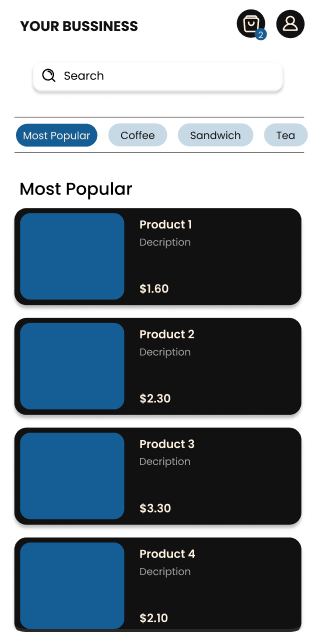 YOUR BUSSINESS
2
Search
Most Popular
Coffee
Sandwich
Tea
Most Popular
Product 1
Decription
$1.60
Product 2
Decription
$2.30
Product 3
Decription
$3.30
Product 4
Decription
$2.10